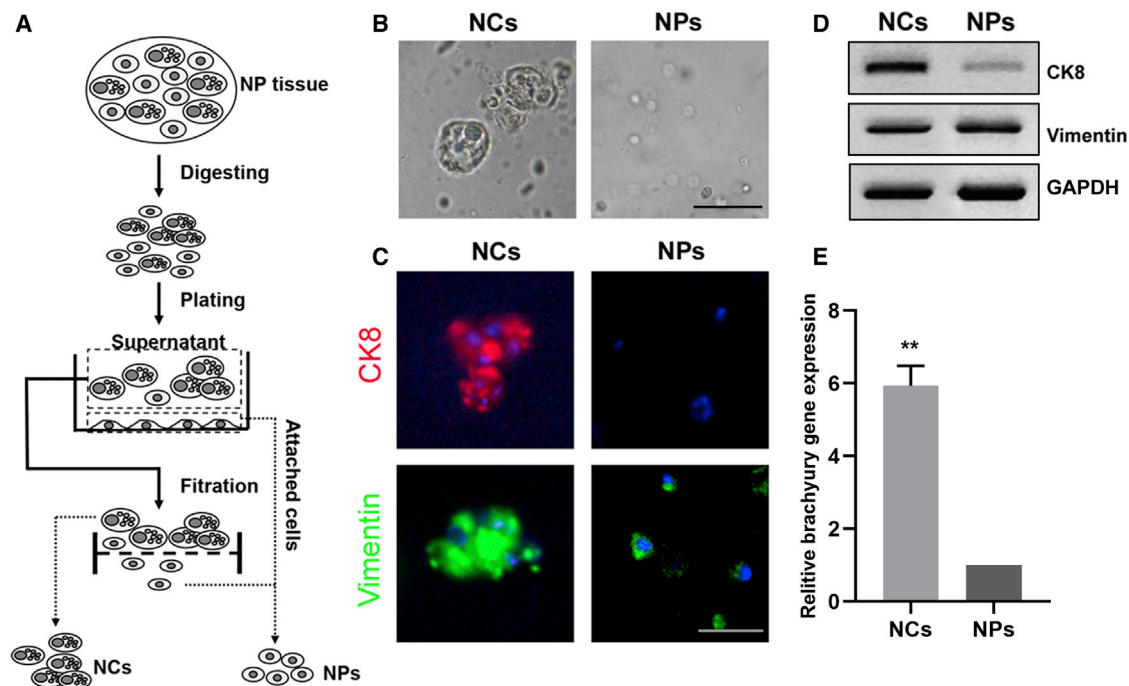 A
NP tissue
Digesting
Plating
Supernatant
Attached cells
Fitration
NCs
NPs
B
NCs
NPs
C
NCs
NPs
CK8
Vimentin
D
NCs
NPs
CK8
Vimentin
GAPDH
E
Relitive brachyury gene expression
8
6
4
2
0
**
NCs
NPs